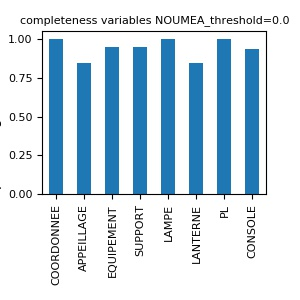 completeness variables NOUMEA_threshold=0.0
1.00
0.75
0.50
0.25
0.00
COORDONNEE
APPEILLAGE
EQUIPEMENT
SUPPORT
LAMPE
LANTERNE
PL
CONSOLE